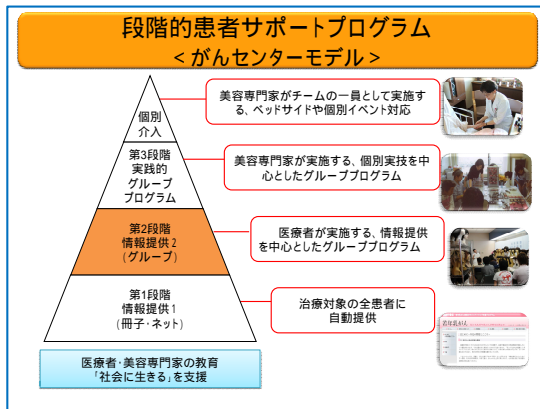 段階的患者サポートプログラム
<がんセンターモデル>
個別
介入
美容専門家がチームの一員として実施す
る、ベッドサイドや個別イベント対応
第3段階
実践的
グループ
プログラム
美容専門家が実施する、個別実技を中
心としたグループプログラム
第2段階
情報提供2
(グループ)
医療者が実施する、情報提供
を中心としたグループプログラム
第1段階
情報提供1
(冊子・ネット)
治療対象の全患者に
自動提供
若年乳がん
医療者・美容専門家の教育
「社会に生きる」を支援